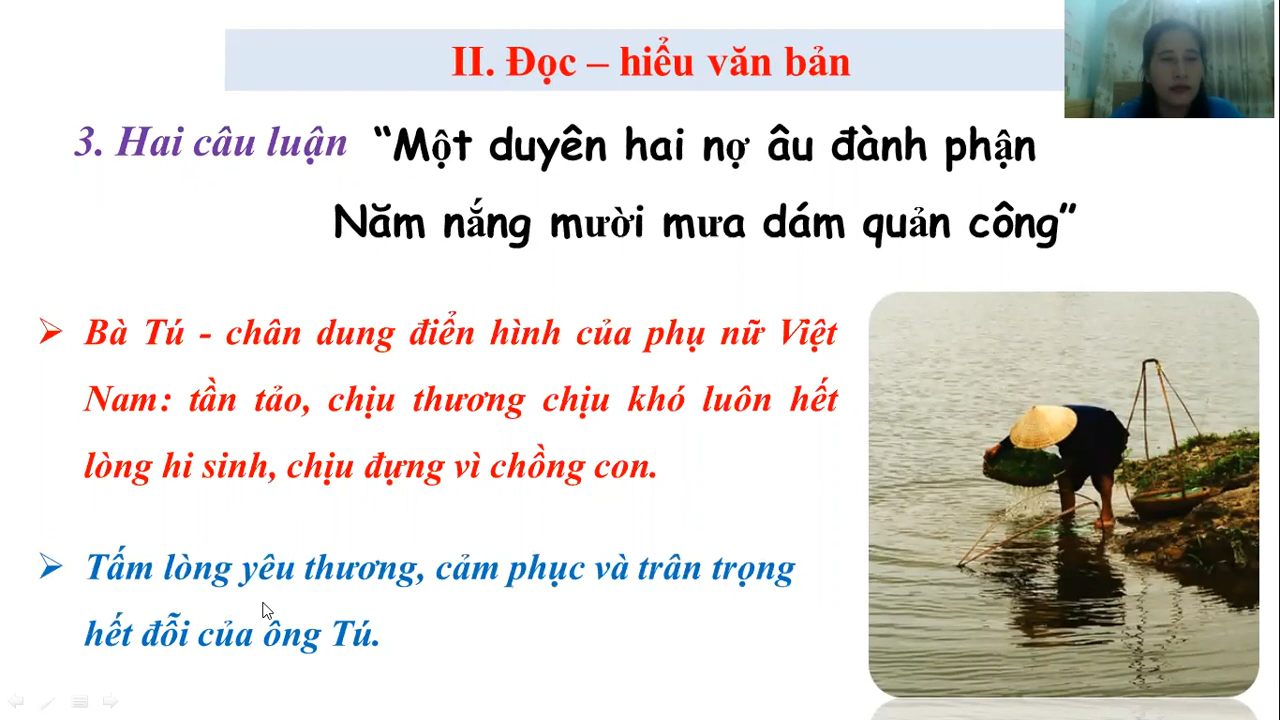 II. Đọc – hiểu văn bản
3. Hai câu luận “Một duyên hai nợ âu đành phận
Năm nắng mười mưa dám quản công”
Bà Tú - chân dung điển hình của phụ nữ Việt
Nam: tần tảo, chịu thương chịu khó luôn hết
lòng hi sinh, chịu đựng vì chồng con.
Tấm lòng yêu thương, cảm phục và trân trọng
hết đỗi của ông Tú.